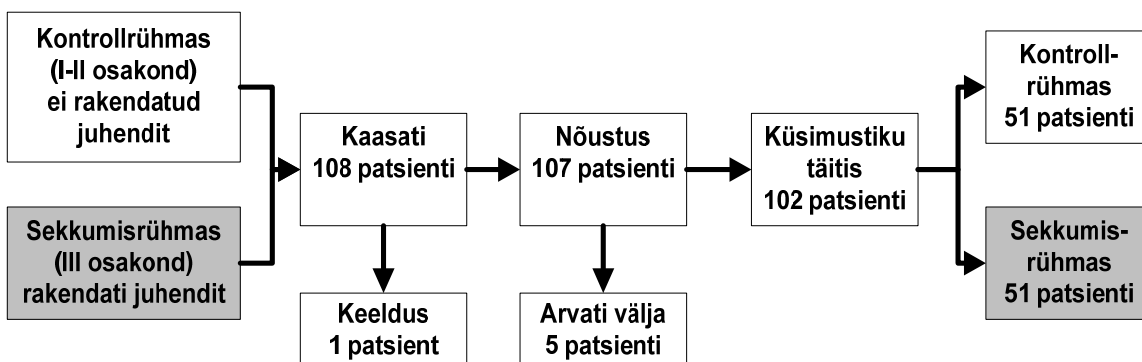 Kontrollrühmas
(I-II osakond)
ei rakendatud
juhendit
Sekkumisrühmas
(III osakond)
rakendati juhendit
Kaasati
108 patsienti
Keeldus
1 patsient
Nõustus
107 patsienti
Arvati välja
5 patsienti
Küsimustiku
täitis
102 patsienti
Kontroll-
rühmas
51 patsienti
Sekkumis-
rühmas
51 patsienti